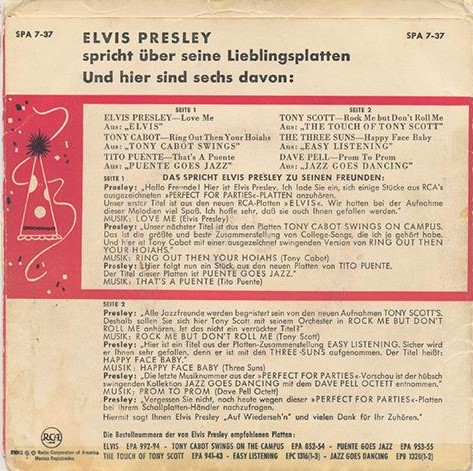 SPA 7-37
ELVIS PRESLEY
SPA 7-37
spricht über seine Lieblingsplatten
Und hier sind sechs davon:
SEITE 1
ELVIS PRESLEY—Love Me
Aus: „ELVIS“
TONY CABOT—Ring Out Then Your Hoiahs
Aus: „TONY CABOT SWINGS“
TITO PUENTE—That's A Puente
Aus: „PUENTE GOES JAZZ“
SEITE 2
TONY SCOTT—Rock Me but Don't Roll Me
Aus: „THE TOUCH OF TONY SCOTT“
THE THREE SUNS—Happy Face Baby
Aus: „EASY LISTENING“
DAVE PELL—Prom To Prom
Aus: „JAZZ GOES DANCING“
SEITE 1 DAS SPRICHT ELVIS PRESLEY ZU SEINEN FREUNDEN:
Presley: „Hallo Freunde! Hier ist Elvis Presley. Ich lade Sie ein, sich einige Stücke aus RCA's
ausgezeichneten »PERFECT FOR PARTIES«-PLATTEN anzuhören.
Unser erster Titel ist aus den neuen RCA-Platten »ELVIS«. Wir hatten bei der Aufnahme
dieser Melodien viel Spaß. Ich hoffe sehr, daß sie auch Ihnen gefallen werden.“
MUSIK: LOVE ME (Elvis Presley)
Presley: „Unser nächster Titel ist aus den Platten TONY CABOT SWINGS ON CAMPUS.
Das ist die größte und beste Zusammenstellung von College-Songs, die ich je gehört habe.
Und hier ist Tony Cabot mit einer ausgezeichnet swingenden Version von RING OUT THEN
YOUR HOIAHS.“
MUSIK: RING OUT THEN YOUR HOIAHS (Tony Cabot)
Presley: „Hier folgt nun ein Stück aus den neuen Platten von TITO PUENTE.
Der Titel dieser Platten ist PUENTE GOES JAZZ.“
MUSIK: THAT'S A PUENTE (Tito Puente)
SEITE 2
Presley: „Alle Jazzfreunde werden begeistert sein von den neuen Aufnahmen TONY SCOTT'S.
Deshalb sollen Sie sich hier Tony Scott mit seinem Orchester in ROCK ME BUT DON'T
ROLL ME anhören. Ist das nicht ein verrückter Titel?“
MUSIK: ROCK ME BUT DON'T ROLL ME (Tony Scott)
Presley: „Hier ist ein Titel aus der Platten-Zusammenstellung EASY LISTENING. Sicher wird
er Ihnen sehr gefallen, denn er ist mit den THREE SUNS aufgenommen. Der Titel heißt:
HAPPY FACE BABY.“
MUSIK: HAPPY FACE BABY (Three Suns)
Presley: „Die letzte Musiknummer aus der »PERFECT FOR PARTIES«-Vorschau ist der hübsch
swingenden Kollektion JAZZ GOES DANCING mit dem DAVE PELL OCTETT entnommen.“
MUSIK: PROM TO PROM (Dave Pell Octett)
Presley: „Vergessen Sie nicht, noch heute wegen dieser »PERFECT FOR PARTIES«-Platten
bei Ihrem Schallplatten-Händler nachzufragen.
Hiermit sagt Ihnen Elvis Presley „Auf Wiederseh'n“ und vielen Dank für Ihr Zuhören.“
Die Bestellnummern der von Elvis Presley empfohlenen Platten:
ELVIS EPA 992-94 · TONY CABOT SWINGS ON THE CAMPUS EPA 852-54 · PUENTE GOES JAZZ EPA 953-55
THE TOUCH OF TONY SCOTT EPA 941-43 · EASY LISTENING EPC 1316(1-3) · JAZZ GOES DANCING EPB 1320(1-2)
RCA
© Radio Corporation of America
Marcas Registrades